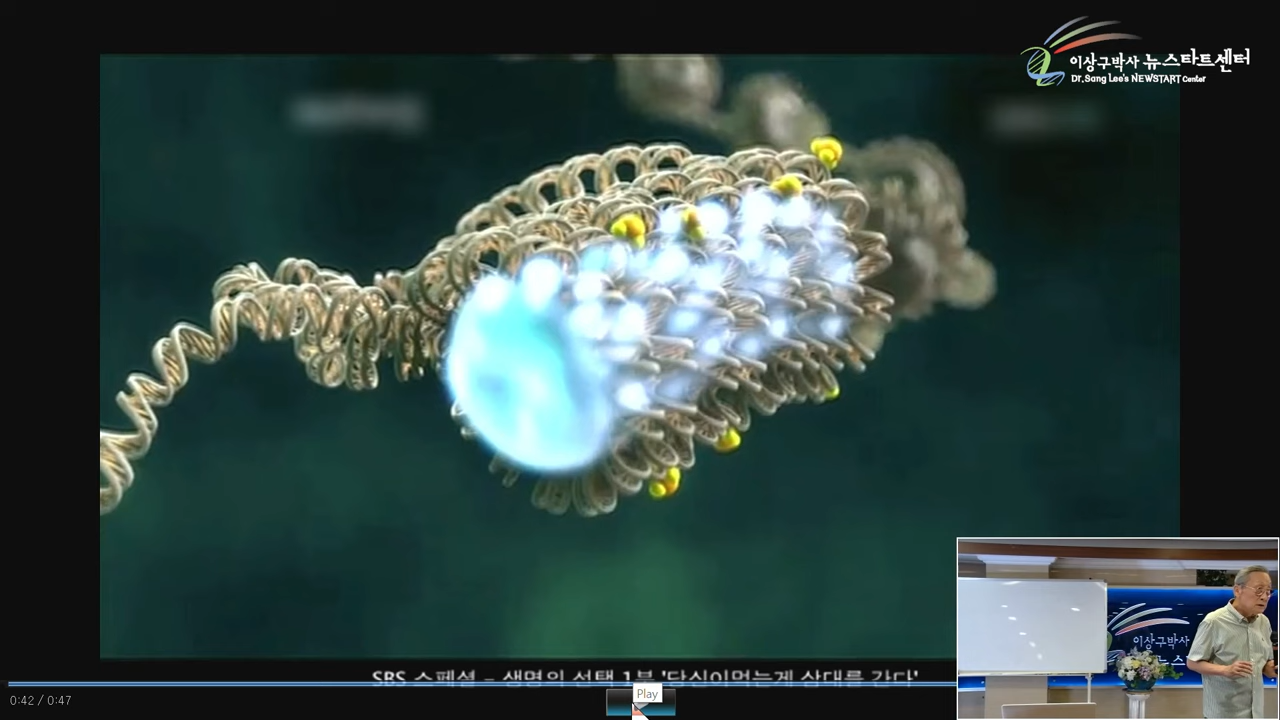 이상구박사 뉴스타트센터
Dr. Sang Lee's NEWSTART Center
이상구박사
뉴스
SBS 스페셜 - 생명의 선택 1부 '당신이먹는게 삼대를 간다'
Play
0:42 / 0:47